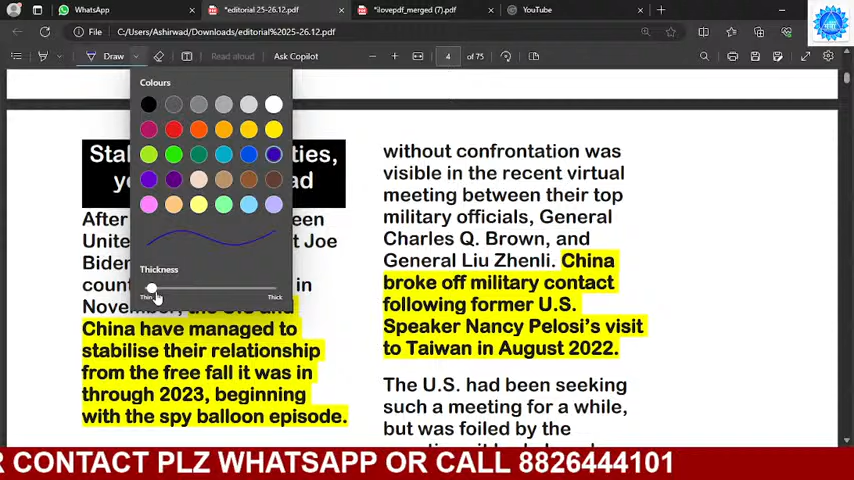 WhatsApp
*editorial 25-26.12.pdf
*ilovepdf_merged (7).pdf
YouTube
File
C:/Users/Ashirwad/Downloads/editorial%2025-26.12.pdf
Draw
Read aloud
Ask Copilot
4
of 75
Colours
Thickness
Thin
Thick
Stab
ties,
yo
ad
After
een
Unite
t Joe
Biden
count
in
November, the U.S. and
China have managed to
stabilise their relationship
from the free fall it was in
through 2023, beginning
with the spy balloon episode.
without confrontation was
visible in the recent virtual
meeting between their top
military officials, General
Charles Q. Brown, and
General Liu Zhenli. China
broke off military contact
following former U.S.
Speaker Nancy Pelosi's visit
to Taiwan in August 2022.
The U.S. had been seeking
such a meeting for a while,
but was foiled by the
R CONTACT PLZ WHATSAPP OR CALL 8826444101